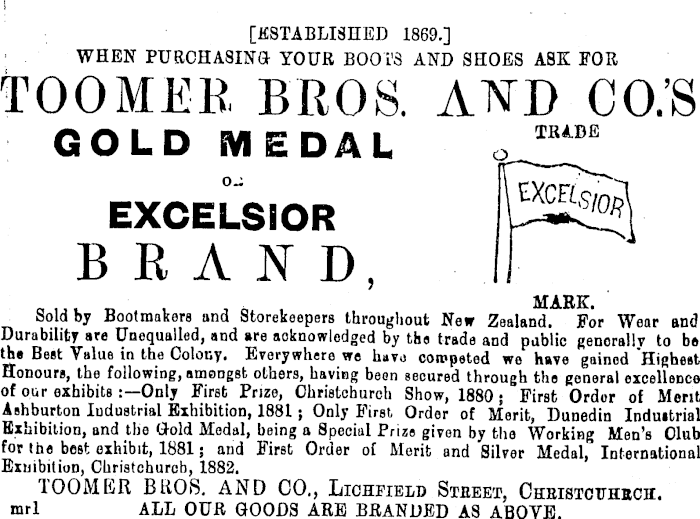 [ESTABLISHED 1869.]
WHEN PURCHASING YOUR BOOTS AND SHOES ASK FOR
TOOMER BROS. AND CO.'S
GOLD MEDAL
OR
EXCELSIOR
BRAND,
TRADE
EXCELSIOR
MARK.
Sold by Bootmakers and Storekeepers throughout New Zealand. For Wear and
Durability are Unequalled, and are acknowledged by the trade and public generally to be
the Best Value in the Colony. Everywhere we have competed we have gained Highest
Honours, the following, amongst others, having been secured through the general excellence
of our exhibits :—Only First Prize, Christchurch Show, 1880 ; First Order of Merit
Ashburton Industrial Exhibition, 1881 ; Only First Order of Merit, Dunedin Industrial
Exhibition, and the Gold Medal, being a Special Prize given by the Working Men's Club
for the best exhibit, 1881 ; and First Order of Merit and Silver Medal, International
Exhibition, Christchurch, 1882.
TOOMER BROS. AND CO., LICHFIELD STREET, CHRISTCUHRCH.
mr1 ALL OUR GOODS ARE BRANDED AS ABOVE.